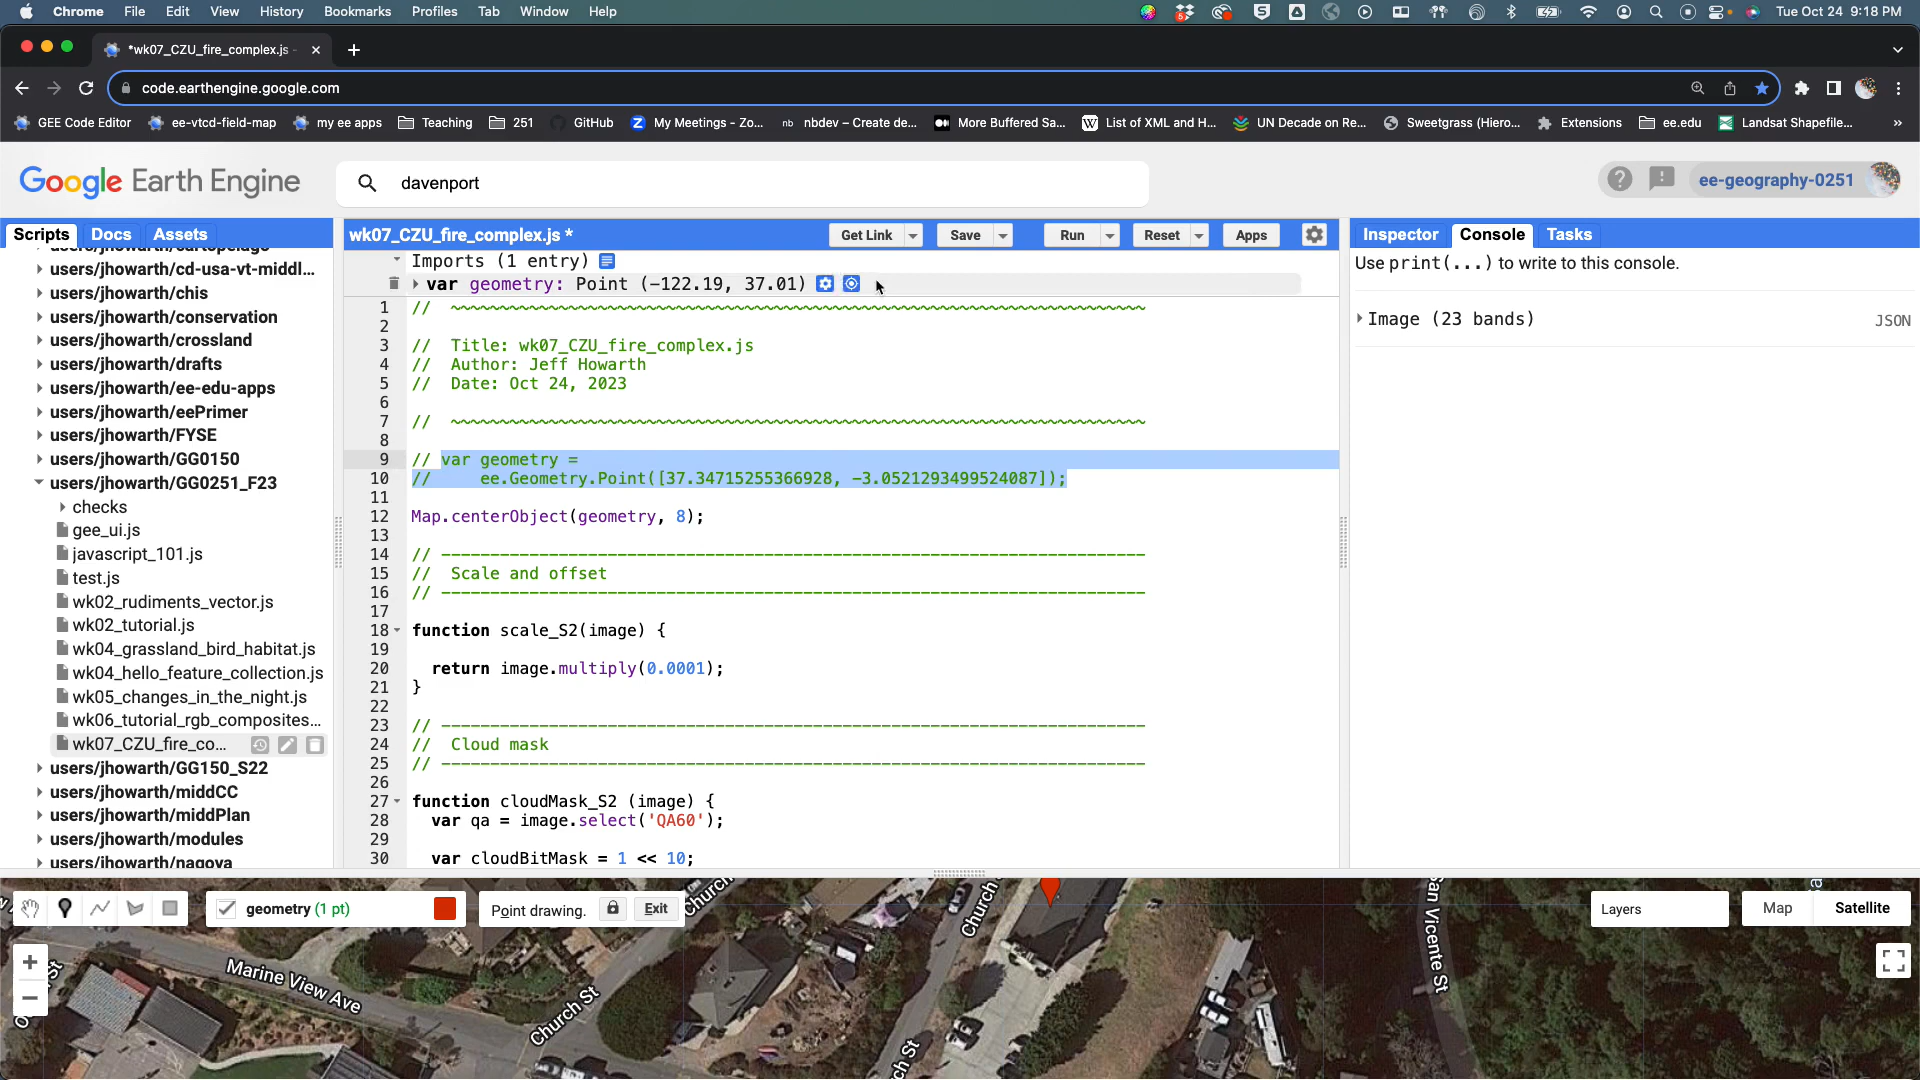 Chrome File Edit View History Bookmarks Profiles Tab Window Help Tue Oct 24 9:18 PM
*wk07_CZU_fire_complex.js -
code.earthengine.google.com
GEE Code Editor ee-vtcd-field-map my ee apps Teaching 251 GitHub My Meetings - Zo... nb nbdev – Create de... More Buffered Sa... W List of XML and H... UN Decade on Re... Sweetgrass (Hiero... Extensions ee.edu Landsat Shapefile... »
Google Earth Engine davenport ee-geography-0251
Scripts Docs Assets
users/jhowarth/cd-usa-vt-middl...
users/jhowarth/chis
users/jhowarth/conservation
users/jhowarth/crossland
users/jhowarth/drafts
users/jhowarth/ee-edu-apps
users/jhowarth/eePrimer
users/jhowarth/FYSE
users/jhowarth/GG0150
users/jhowarth/GG0251_F23
checks
gee_ui.js
javascript_101.js
test.js
wk02_rudiments_vector.js
wk02_tutorial.js
wk04_grassland_bird_habitat.js
wk04_hello_feature_collection.js
wk05_changes_in_the_night.js
wk06_tutorial_rgb_composites...
wk07_CZU_fire_co...
users/jhowarth/GG150_S22
users/jhowarth/middCC
users/jhowarth/middPlan
users/jhowarth/modules
users/jhowarth/nagoya
wk07_CZU_fire_complex.js * Get Link Save Run Reset Apps
Imports (1 entry)
var geometry: Point (-122.19, 37.01)
1 // ~~~~~~~~~~~~~~~~~~~~~~~~~~~~~~~~~~~~~~~~~~~~~~~~~~~~~~~~~~~~~~~~~~~~~~~
2
3 // Title: wk07_CZU_fire_complex.js
4 // Author: Jeff Howarth
5 // Date: Oct 24, 2023
6
7 // ~~~~~~~~~~~~~~~~~~~~~~~~~~~~~~~~~~~~~~~~~~~~~~~~~~~~~~~~~~~~~~~~~~~~~~~
8
9 // var geometry =
10 // ee.Geometry.Point([37.34715255366928, -3.0521293499524087]);
11
12 Map.centerObject(geometry, 8);
13
14 // ------------------------------------------------------------------------
15 // Scale and offset
16 // ------------------------------------------------------------------------
17
18 function scale_S2(image) {
19
20 return image.multiply(0.0001);
21 }
22
23 // ------------------------------------------------------------------------
24 // Cloud mask
25 // ------------------------------------------------------------------------
26
27 function cloudMask_S2 (image) {
28 var qa = image.select('QA60');
29
30 var cloudBitMask = 1 << 10;
Inspector Console Tasks
Use print(...) to write to this console.
Image (23 bands) JSON
geometry (1 pt) Point drawing. Exit
Layers Map Satellite
+
−
Marine View Ave
Church St
Church
Church St
San Vicente St